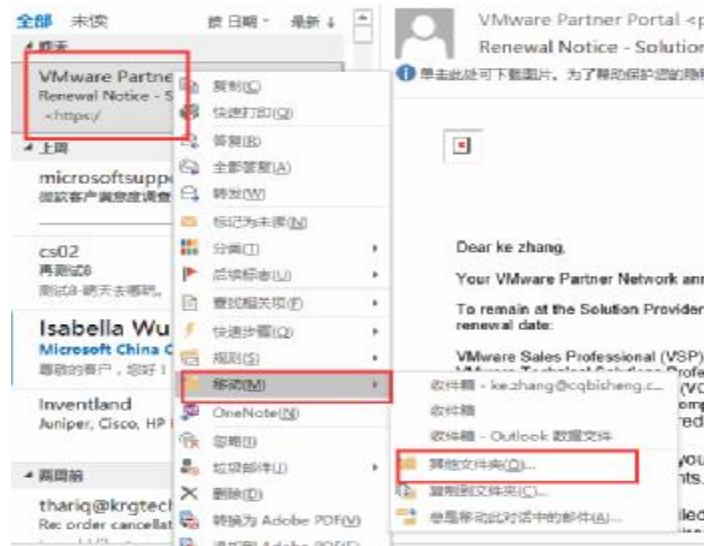 全部 未读
按 日期 最新 ↓
昨天
VMware Partne
Renewal Notice - S
<https:/
上周
microsoftsuppo
微软客户满意度调查
cs02
再测试8
测试8-明天去哪玩。
Isabella Wu
Microsoft China C
尊敬的客户，您好！
Inventland
Juniper, Cisco, HP
两周前
thariq@krgtecl
Re: order cancellat
复制(C)
快速打印(Q)
答复(R)
全部答复(A)
转发(W)
标记为未读(N)
分类(T)
后续标志(U)
查找相关项(F)
快速步骤(Q)
规则(S)
移动(M)
OneNote(N)
忽略(I)
垃圾邮件(J)
删除(D)
转换为 Adobe PDF(V)
收件箱 - ke.zhang@cqbisheng.c...
收件箱
收件箱 - Outlook 数据文件
其他文件夹(O)...
复制到文件夹(C)...
总是移动此对话中的邮件(A)...
VMware Partner Portal <p
Renewal Notice - Solution
单击此处可下载图片。为了帮助保护您的隐私
Dear ke zhang,
Your VMware Partner Network ann
To remain at the Solution Provider
renewal date:
VMware Sales Professional (VSP)